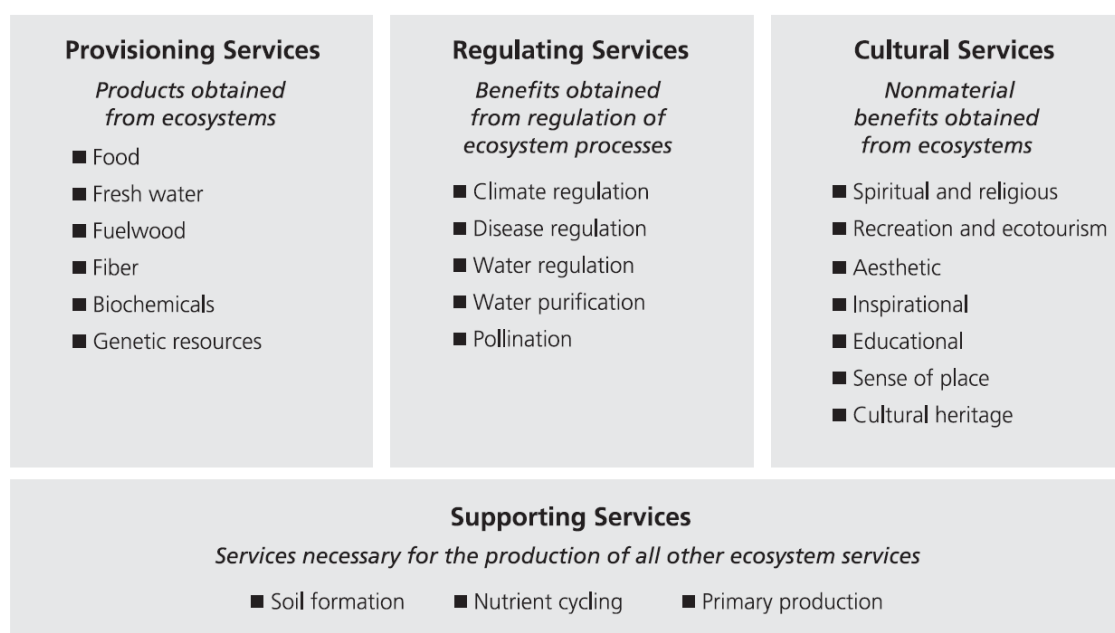 Provisioning Services
Products obtained
from ecosystems
■ Food
■ Fresh water
■ Fuelwood
■ Fiber
■ Biochemicals
■ Genetic resources
Regulating Services
Benefits obtained
from regulation of
ecosystem processes
■ Climate regulation
■ Disease regulation
■ Water regulation
■ Water purification
■ Pollination
Cultural Services
Nonmaterial
benefits obtained
from ecosystems
■ Spiritual and religious
■ Recreation and ecotourism
■ Aesthetic
■ Inspirational
■ Educational
■ Sense of place
■ Cultural heritage
Supporting Services
Services necessary for the production of all other ecosystem services
■ Soil formation ■ Nutrient cycling ■ Primary production